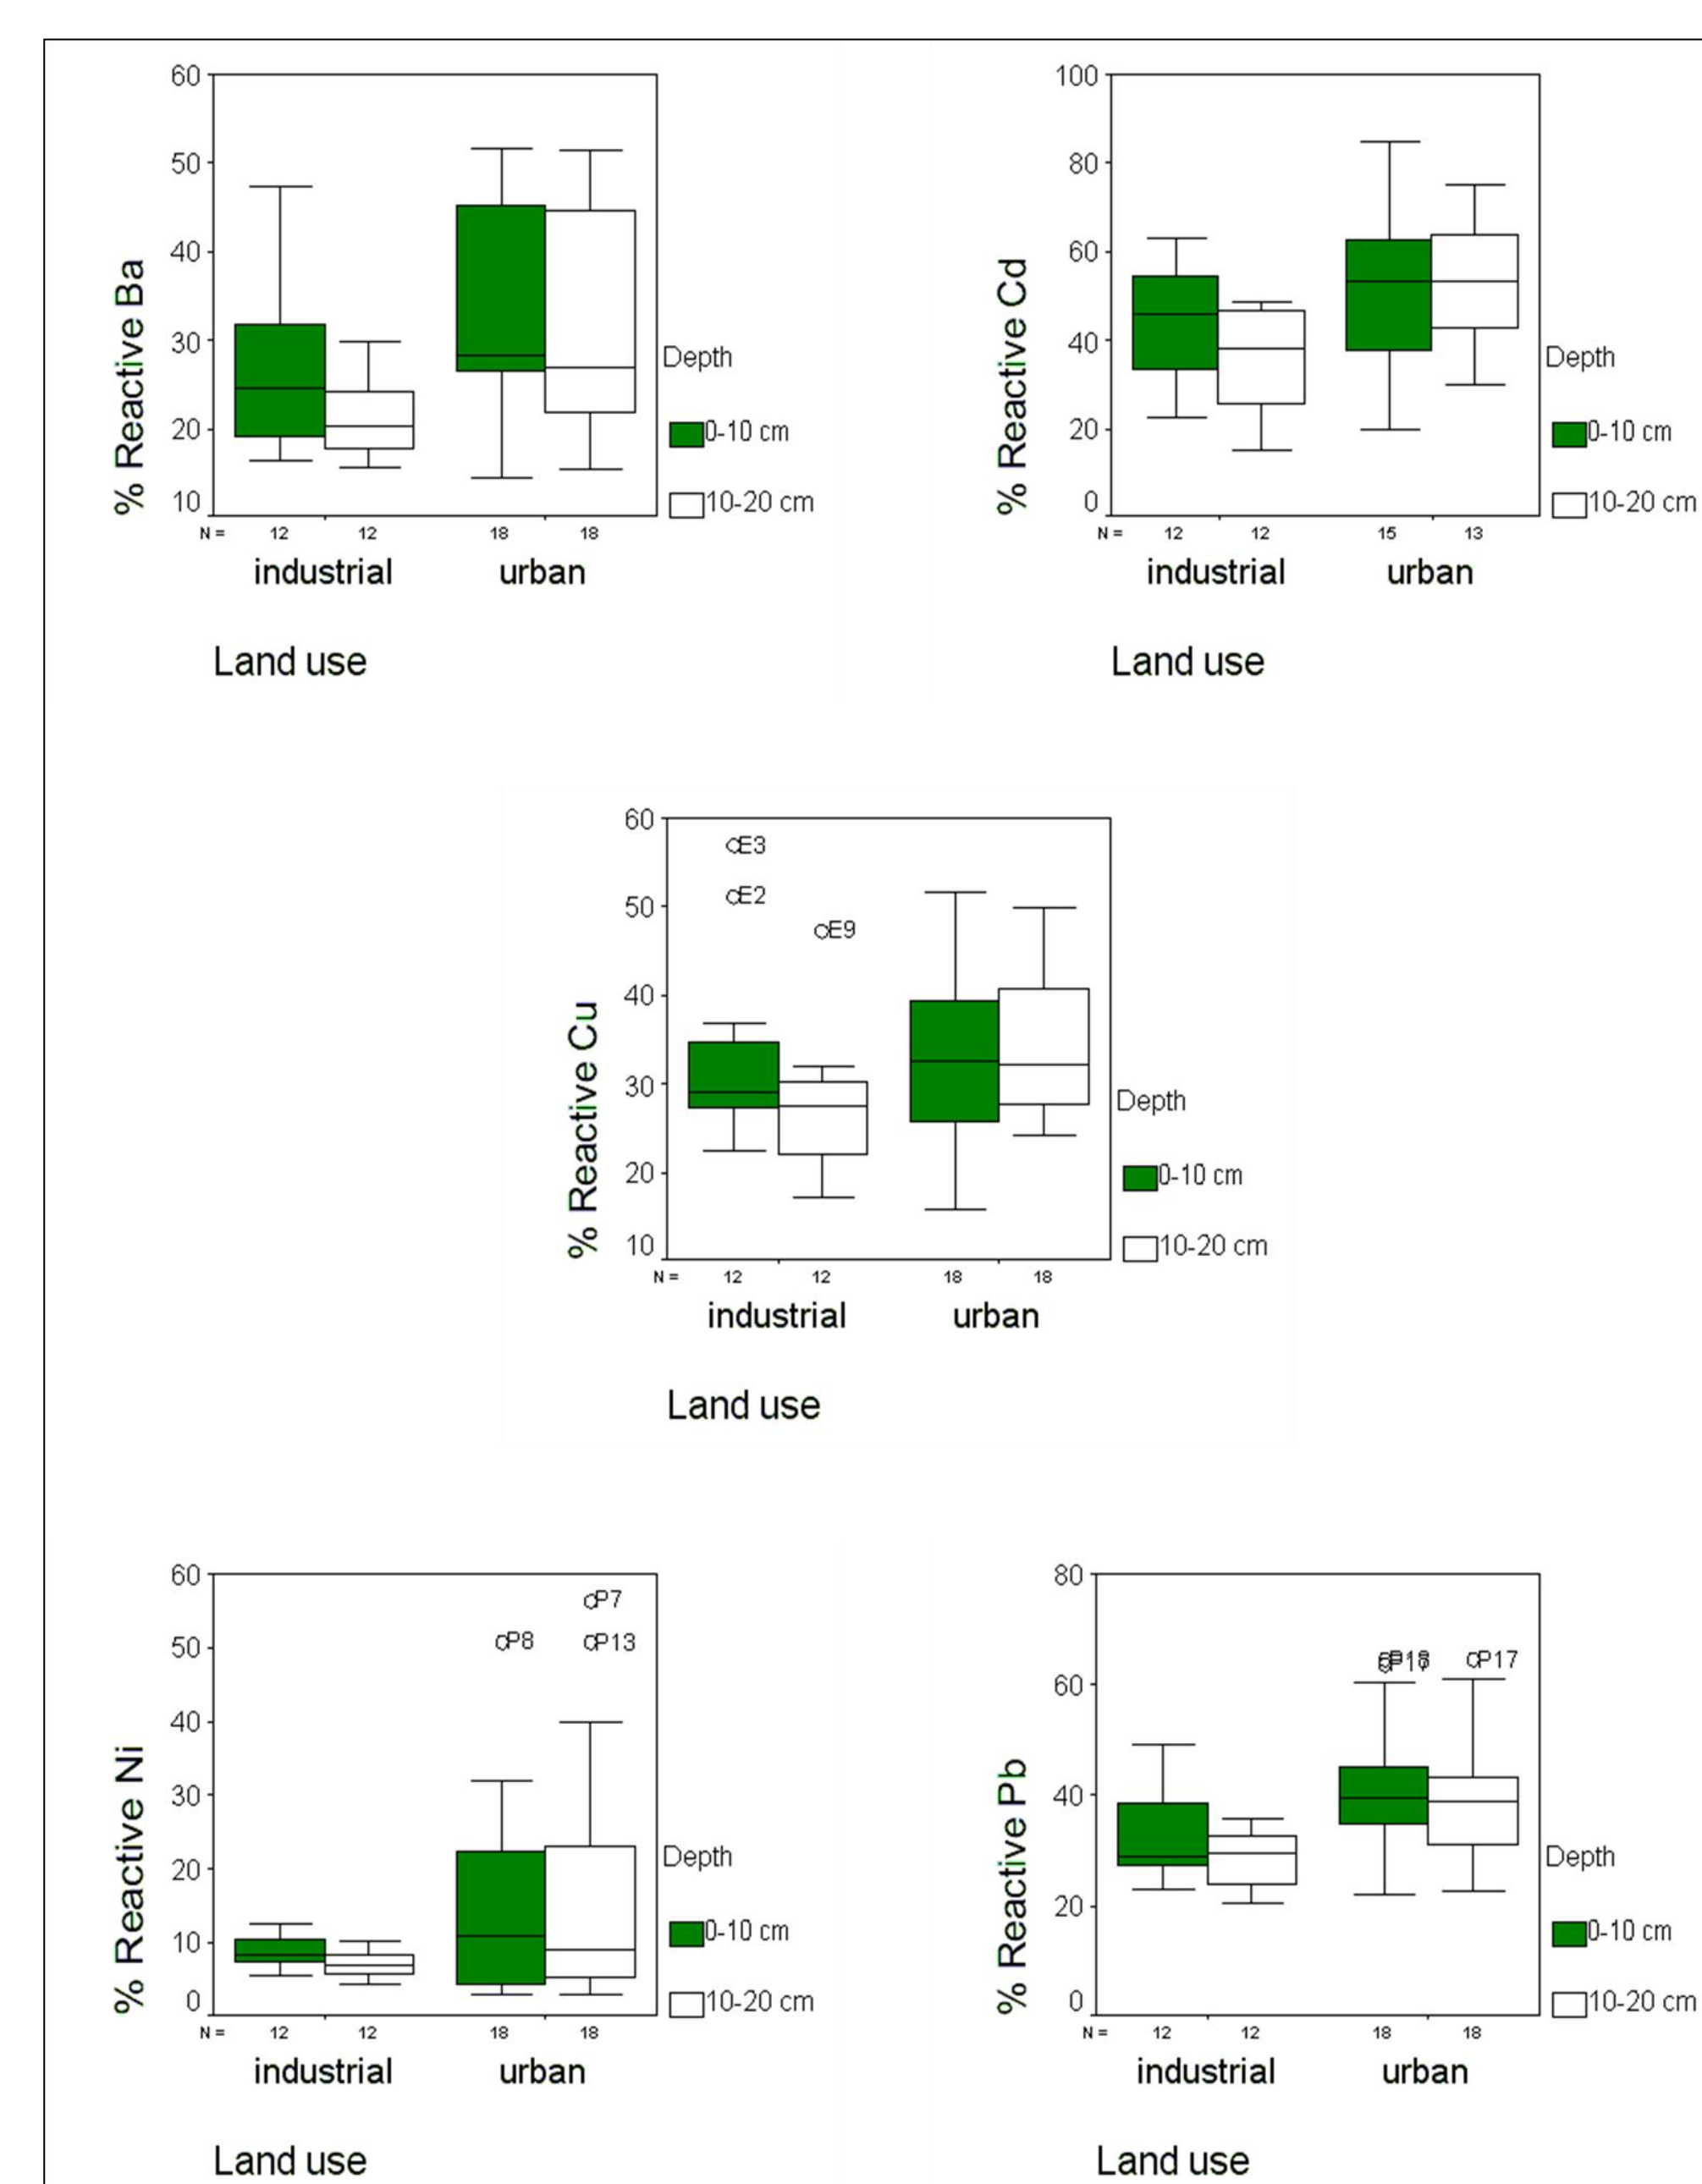 % Reactive Ba
60
50
40
30
20
10
N = 12 12 18 18
industrial urban
Land use
Depth
0-10 cm
10-20 cm
% Reactive Cd
100
80
60
40
20
0
N = 12 12 15 13
industrial urban
Land use
Depth
0-10 cm
10-20 cm
% Reactive Cu
60
50
40
30
20
10
E3
E2
E9
N = 12 12 18 18
industrial urban
Land use
Depth
0-10 cm
10-20 cm
% Reactive Ni
60
50
40
30
20
10
0
P7
P8 P13
N = 12 12 18 18
industrial urban
Land use
Depth
0-10 cm
10-20 cm
% Reactive Pb
80
60
40
20
0
P17
N = 12 12 18 18
industrial urban
Land use
Depth
0-10 cm
10-20 cm